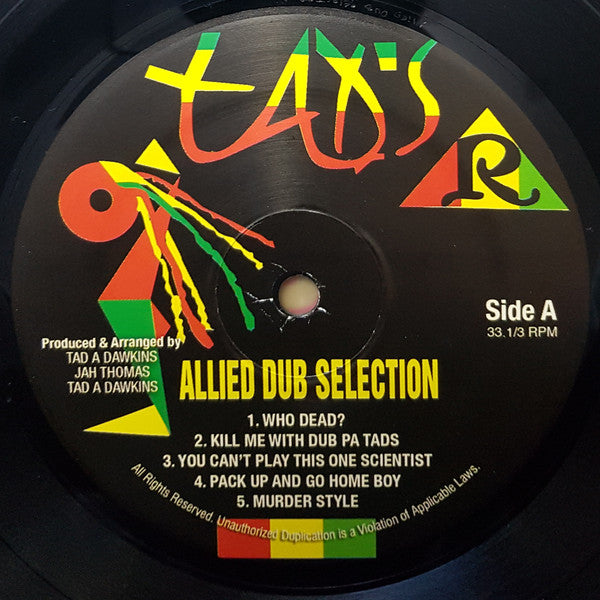 TAD'S
R
Side A
33.1/3 RPM
Produced & Arranged by
TAD A DAWKINS
JAH THOMAS
TAD A DAWKINS
ALLIED DUB SELECTION
1. WHO DEAD?
2. KILL ME WITH DUB PA TADS
3. YOU CAN'T PLAY THIS ONE SCIENTIST
4. PACK UP AND GO HOME BOY
5. MURDER STYLE
All Rights Reserved. Unauthorized Duplication is a Violation of Applicable Laws.